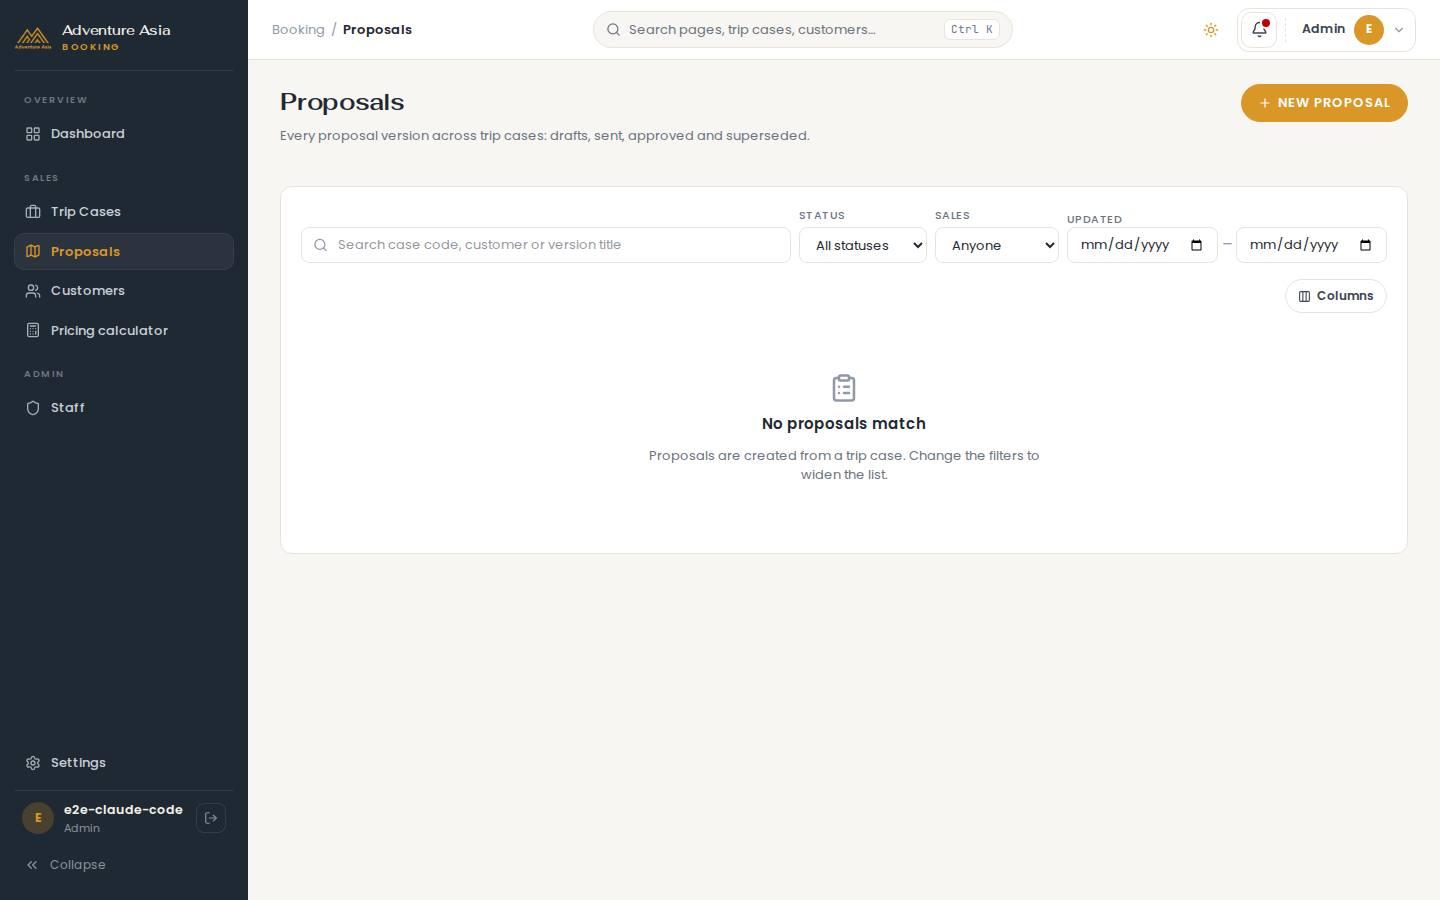 Adventure Asia
BOOKING
Adventure Asia
OVERVIEW
Dashboard
SALES
Trip Cases
Proposals
Customers
Pricing calculator
ADMIN
Staff
Settings
E
e2e-claude-code
Admin
Collapse
Booking / Proposals
Search pages, trip cases, customers…
Ctrl K
Admin
E
Proposals
+ NEW PROPOSAL
Every proposal version across trip cases: drafts, sent, approved and superseded.
STATUS
SALES
UPDATED
Search case code, customer or version title
All statuses
Anyone
mm/dd/yyyy – mm/dd/yyyy
Columns
No proposals match
Proposals are created from a trip case. Change the filters to
widen the list.